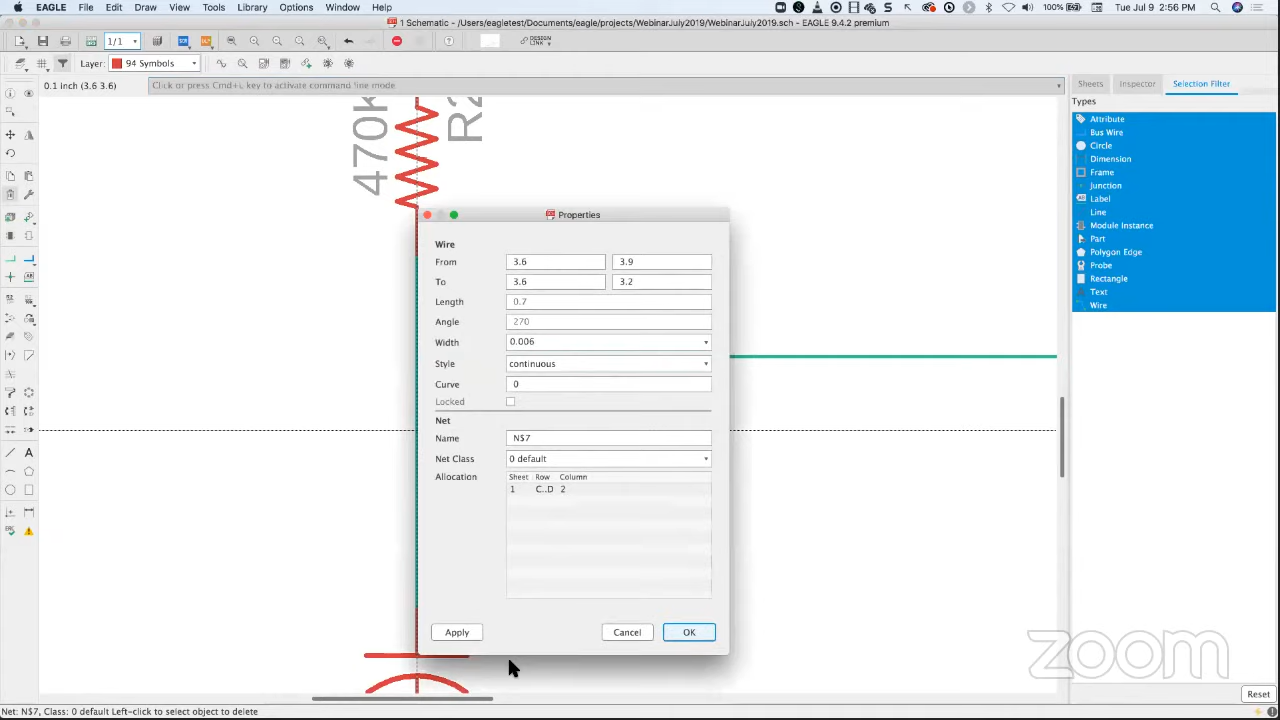 EAGLE File Edit Draw View Tools Library Options Window Help 100% Tue Jul 9 2:56 PM
1 Schematic - /Users/eagletest/Documents/eagle/projects/WebinarJuly2019/WebinarJuly2019.sch - EAGLE 9.4.2 premium
1/1 DESIGN LINK
Layer: 94 Symbols
0.1 inch (3.6 3.6) Click or press Cmd+L key to activate command line mode
Sheets Inspector Selection Filter
Types
Attribute
Bus Wire
Circle
Dimension
Frame
Junction
Label
Line
Module Instance
Part
Polygon Edge
Probe
Rectangle
Text
Wire
470k
R2
Properties
Wire
From 3.6 3.9
To 3.6 3.2
Length 0.7
Angle 270
Width 0.006
Style continuous
Curve 0
Locked
Net
Name N$7
Net Class 0 default
Allocation Sheet Row Column
1 C..D 2
Apply Cancel OK
zoom
Reset
Net: N$7, Class: 0 default Left-click to select object to delete